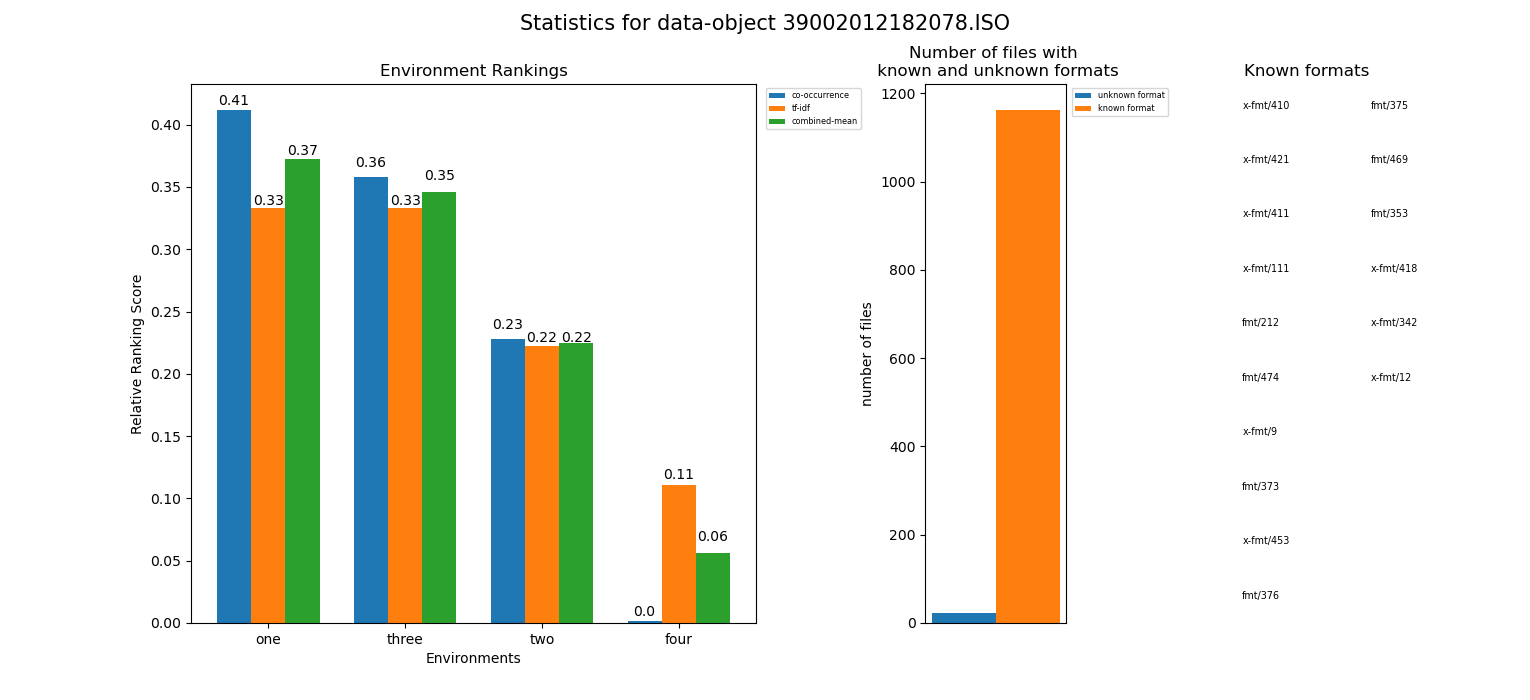 Statistics for data-object 39002012182078.ISO
Environment Rankings
Relative Ranking Score
0.40
0.35
0.30
0.25
0.20
0.15
0.10
0.05
0.00
0.41
0.33
0.37
0.36
0.33
0.35
0.23
0.22
0.22
0.0
0.11
0.06
one
three
two
four
Environments
co-occurrence
tf-idf
combined-mean
Number of files with
known and unknown formats
number of files
1200
1000
800
600
400
200
0
unknown format
known format
Known formats
x-fmt/410
fmt/375
x-fmt/421
fmt/469
x-fmt/411
fmt/353
x-fmt/111
x-fmt/418
fmt/212
x-fmt/342
fmt/474
x-fmt/12
x-fmt/9
fmt/373
x-fmt/453
fmt/376